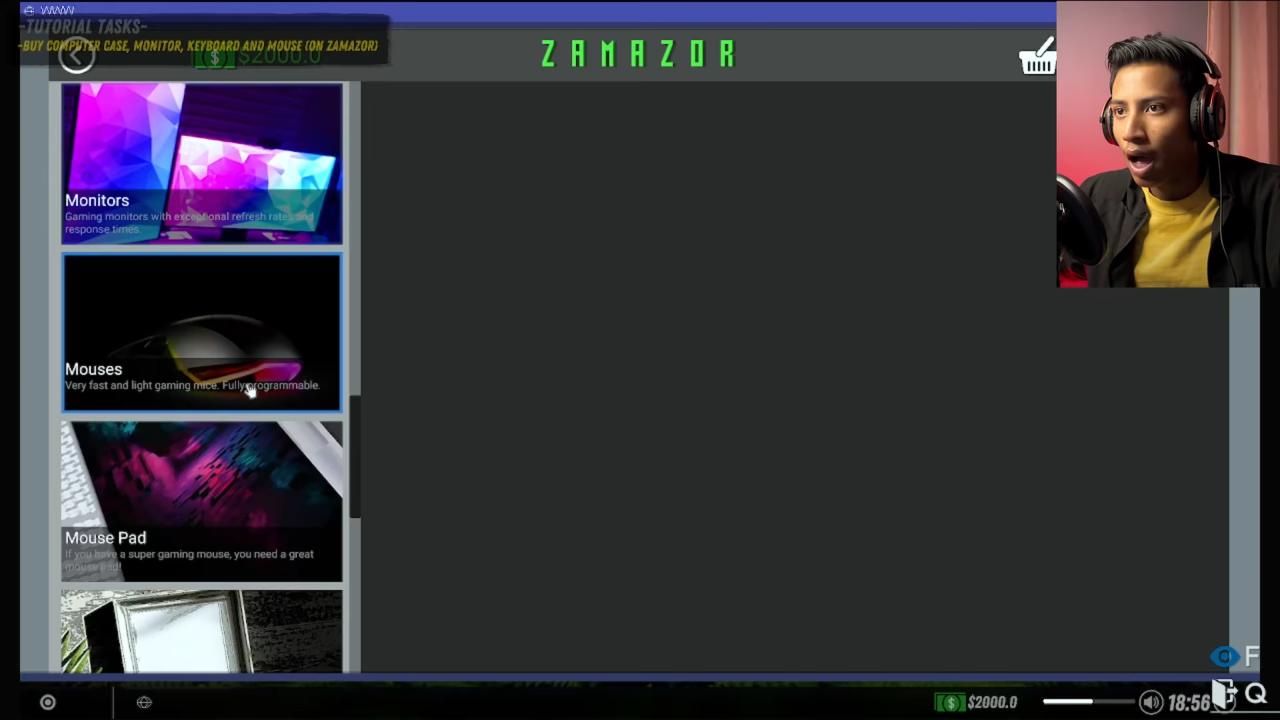 WWW
-TUTORIAL TASKS-
-BUY COMPUTER CASE, MONITOR, KEYBOARD AND MOUSE (ON ZAMAZOR)
$2000.0
ZAMAZOR
Monitors
Gaming monitors with exceptional refresh rates and
response times.
Mouses
Very fast and light gaming mice. Fully programmable.
Mouse Pad
If you have a super gaming mouse, you need a great
mouse pad!
F
$2000.0
18:56
Q